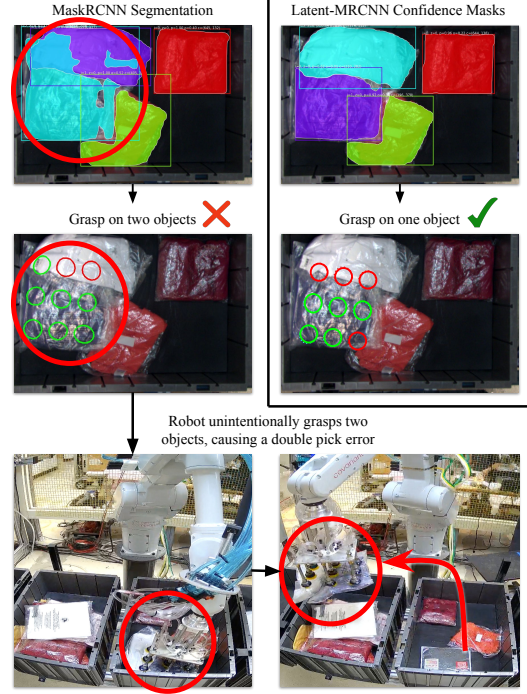 MaskRCNN Segmentation
Latent-MRCNN Confidence Masks
Grasp on two objects
Grasp on one object
Robot unintentionally grasps two
objects, causing a double pick error